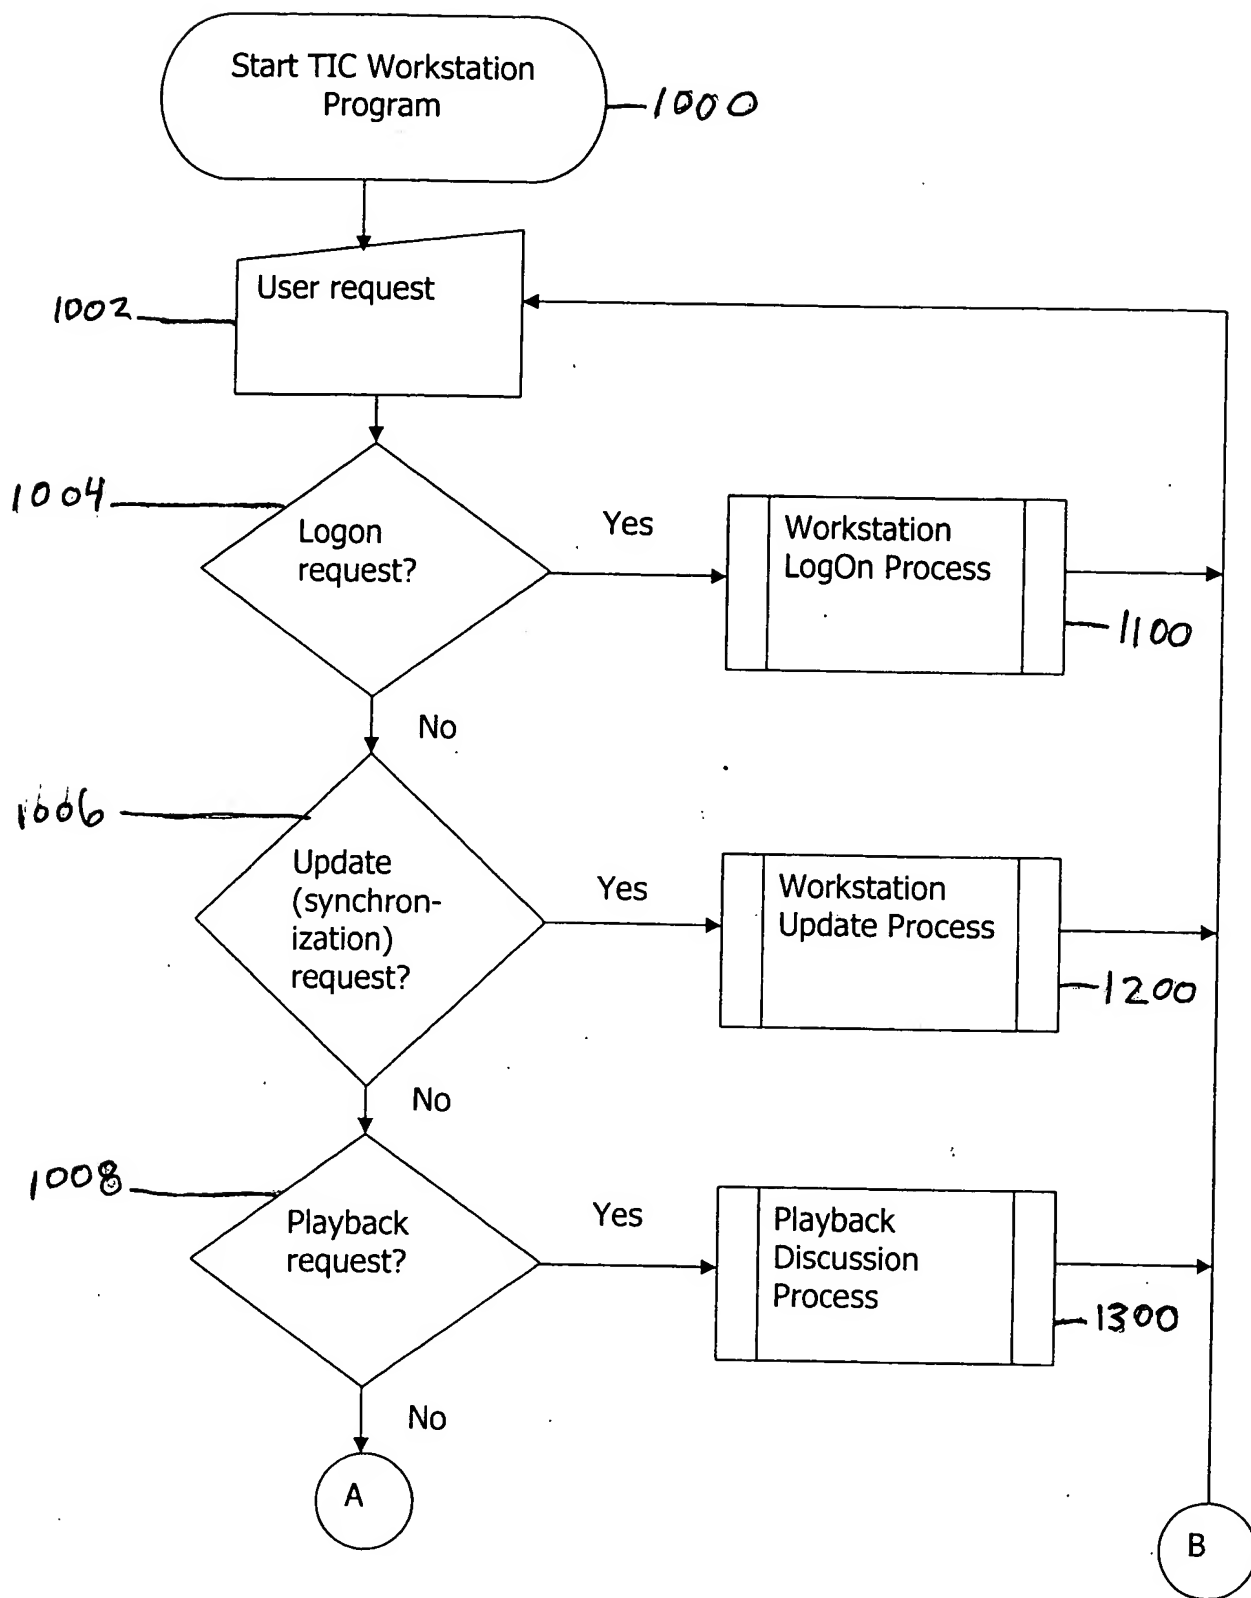 Start TIC Workstation
Program
1000
User request
1002
1004
Logon
request?
Yes
Workstation
LogOn Process
1100
No
1006
Update
(synchron-
ization)
request?
Yes
Workstation
Update Process
1200
No
1008
Playback
request?
Yes
Playback
Discussion
Process
1300
No
A
B